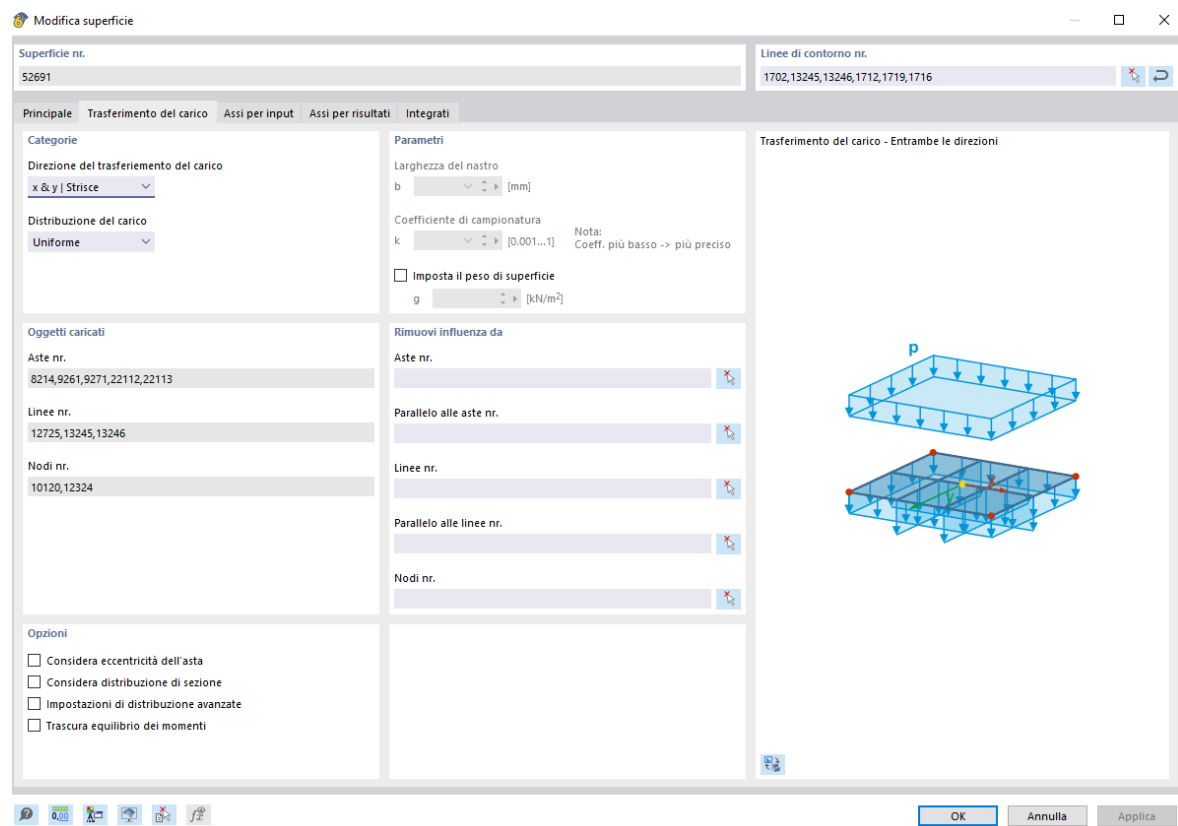 Modifica superficie
Superficie nr.
52691
Linee di contorno nr.
1702,13245,13246,1712,1719,1716
Principale
Trasferimento del carico
Assi per input
Assi per risultati
Integrati
Categorie
Direzione del trasferiemento del carico
x & y | Strisce
Distribuzione del carico
Uniforme
Parametri
Larghezza del nastro
b [mm]
Coefficiente di campionatura
k [0.001...1]
Nota:
Coeff. più basso -> più preciso
Imposta il peso di superficie
g [kN/m²]
Oggetti caricati
Aste nr.
8214,9261,9271,22112,22113
Linee nr.
12725,13245,13246
Nodi nr.
10120,12324
Rimuovi influenza da
Aste nr.
Parallelo alle aste nr.
Linee nr.
Parallelo alle linee nr.
Nodi nr.
Opzioni
Considera eccentricità dell'asta
Considera distribuzione di sezione
Impostazioni di distribuzione avanzate
Trascura equilibrio dei momenti
Trasferimento del carico - Entrambe le direzioni
p
x
y
0,00
OK
Annulla
Applica